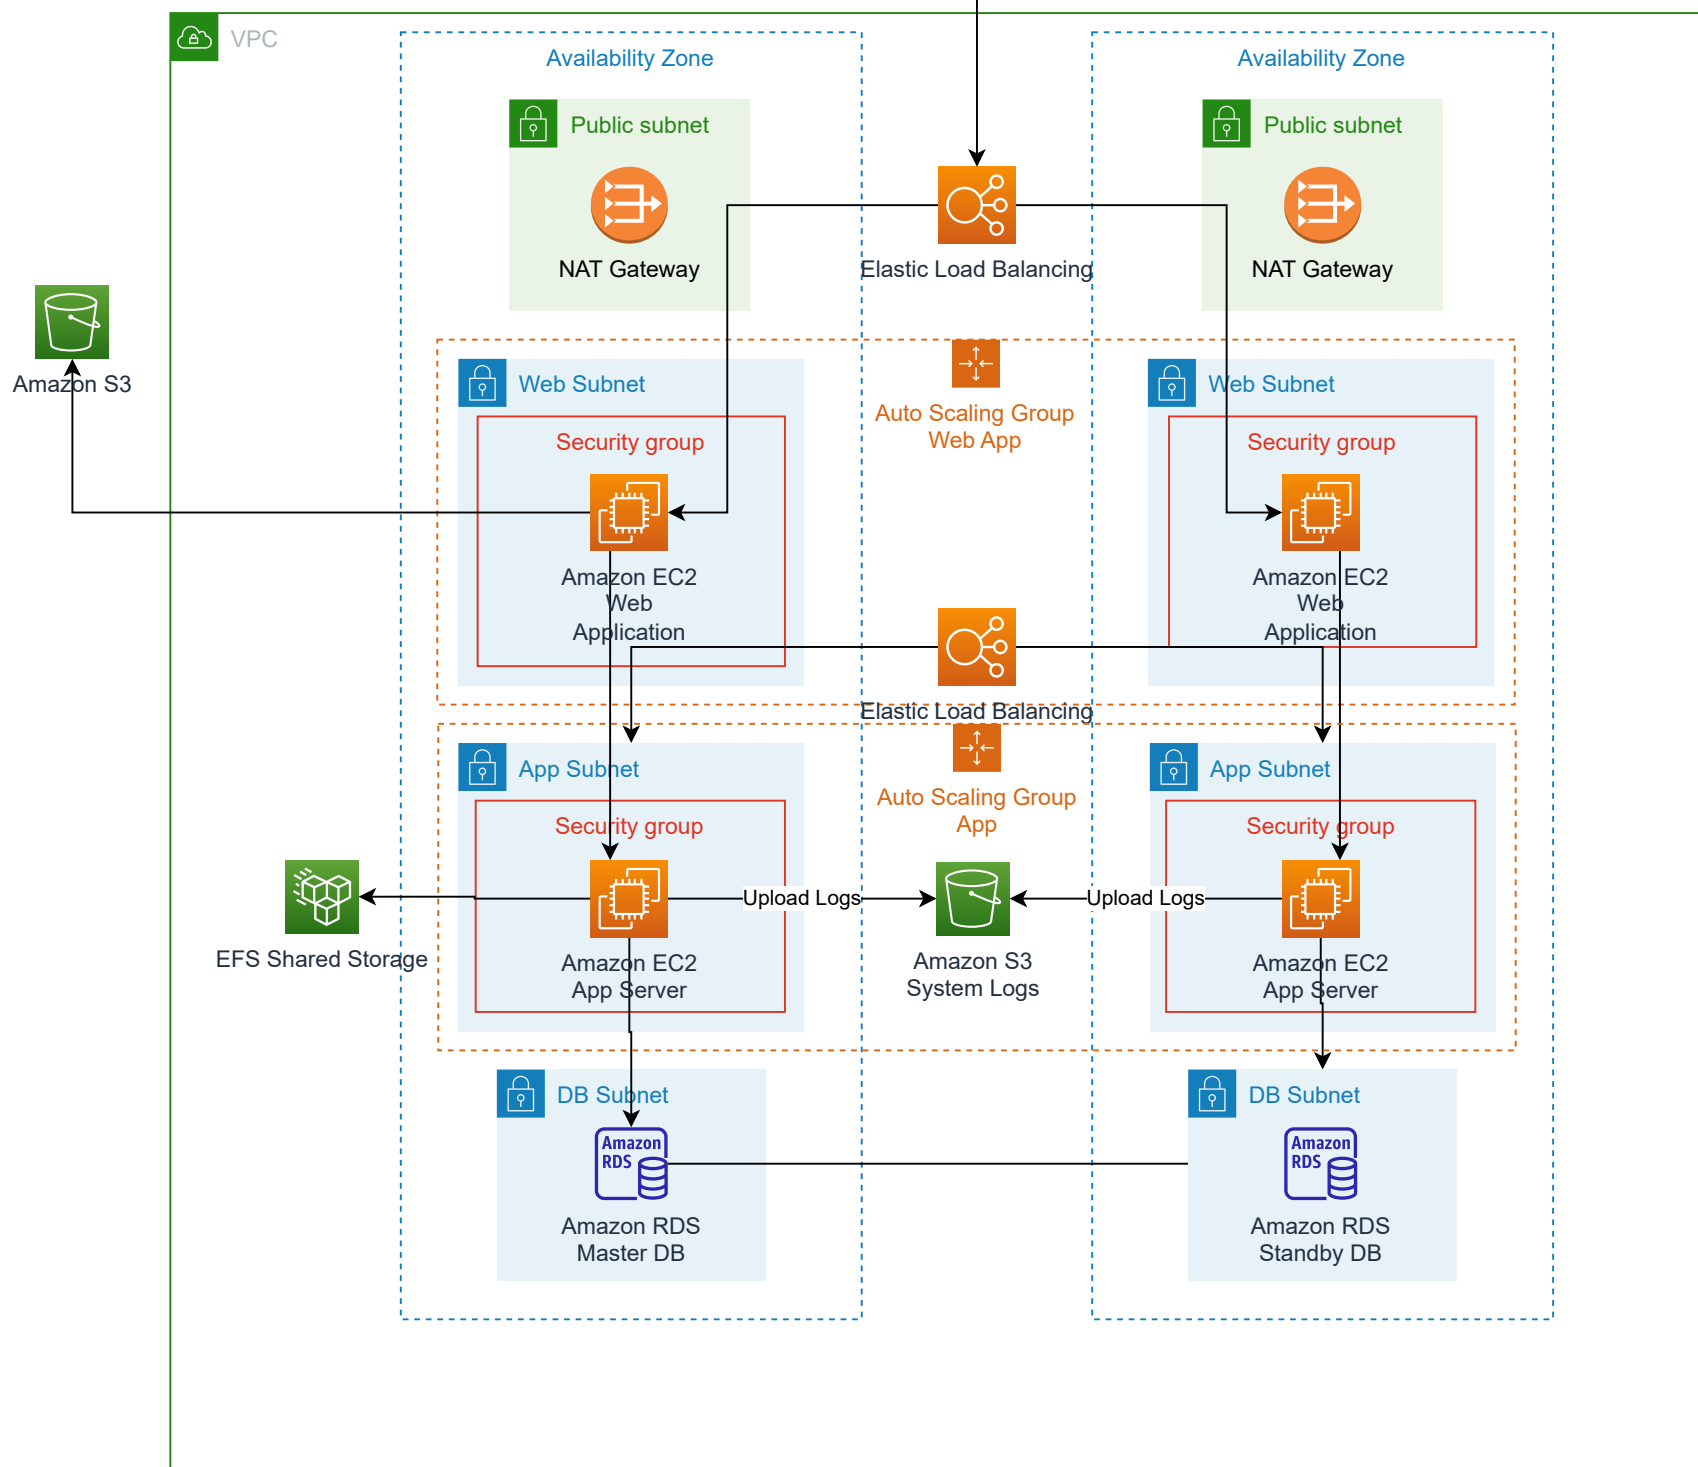 VPC
Availability Zone
Availability Zone
Public subnet
Public subnet
NAT Gateway
Elastic Load Balancing
NAT Gateway
Amazon S3
Web Subnet
Auto Scaling Group
Web App
Web Subnet
Security group
Security group
Amazon EC2
Web
Application
Amazon EC2
Web
Application
Elastic Load Balancing
App Subnet
Auto Scaling Group
App
App Subnet
Security group
Security group
Upload Logs
Upload Logs
EFS Shared Storage
Amazon EC2
App Server
Amazon S3
System Logs
Amazon EC2
App Server
DB Subnet
DB Subnet
Amazon
RDS
Amazon
RDS
Amazon RDS
Master DB
Amazon RDS
Standby DB